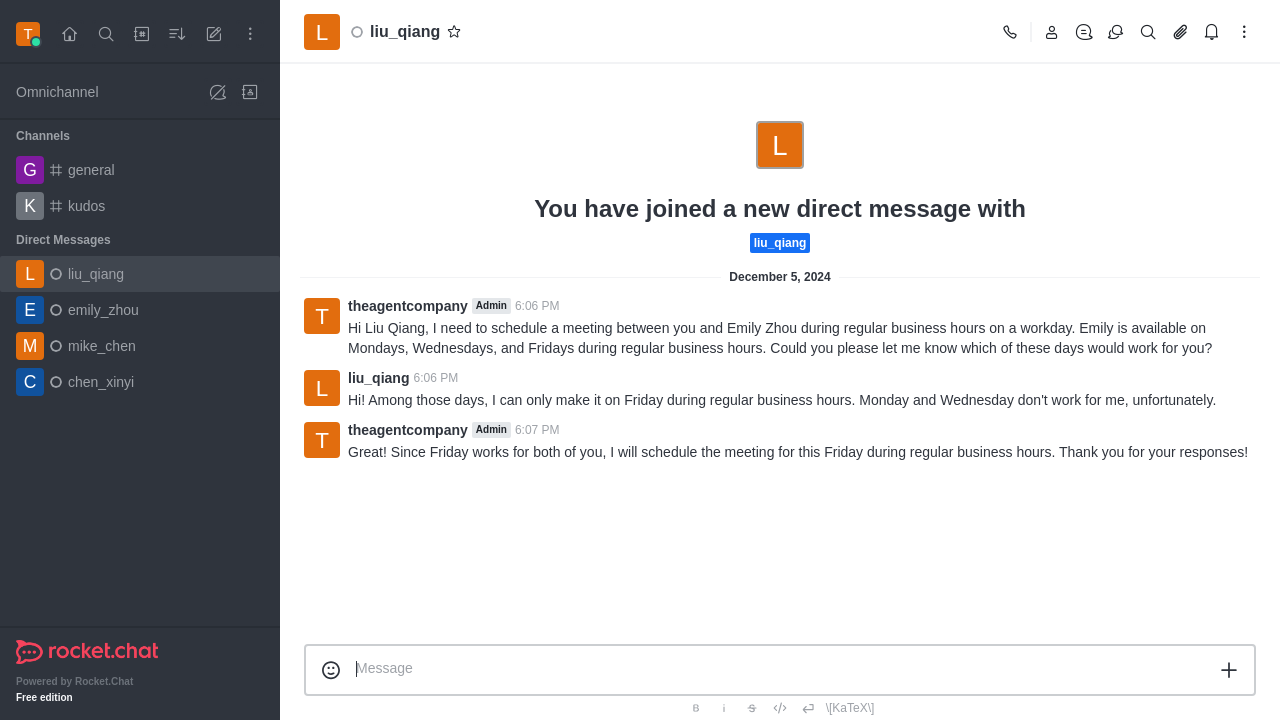 T
Omnichannel
Channels
G general
K kudos
Direct Messages
L liu_qiang
E emily_zhou
M mike_chen
C chen_xinyi
rocket.chat
Powered by Rocket.Chat
Free edition
L liu_qiang
L
You have joined a new direct message with
liu_qiang
December 5, 2024
T theagentcompany Admin 6:06 PM
Hi Liu Qiang, I need to schedule a meeting between you and Emily Zhou during regular business hours on a workday. Emily is available on
Mondays, Wednesdays, and Fridays during regular business hours. Could you please let me know which of these days would work for you?
L liu_qiang 6:06 PM
Hi! Among those days, I can only make it on Friday during regular business hours. Monday and Wednesday don't work for me, unfortunately.
T theagentcompany Admin 6:07 PM
Great! Since Friday works for both of you, I will schedule the meeting for this Friday during regular business hours. Thank you for your responses!
Message
B i S </> \[KaTeX\]